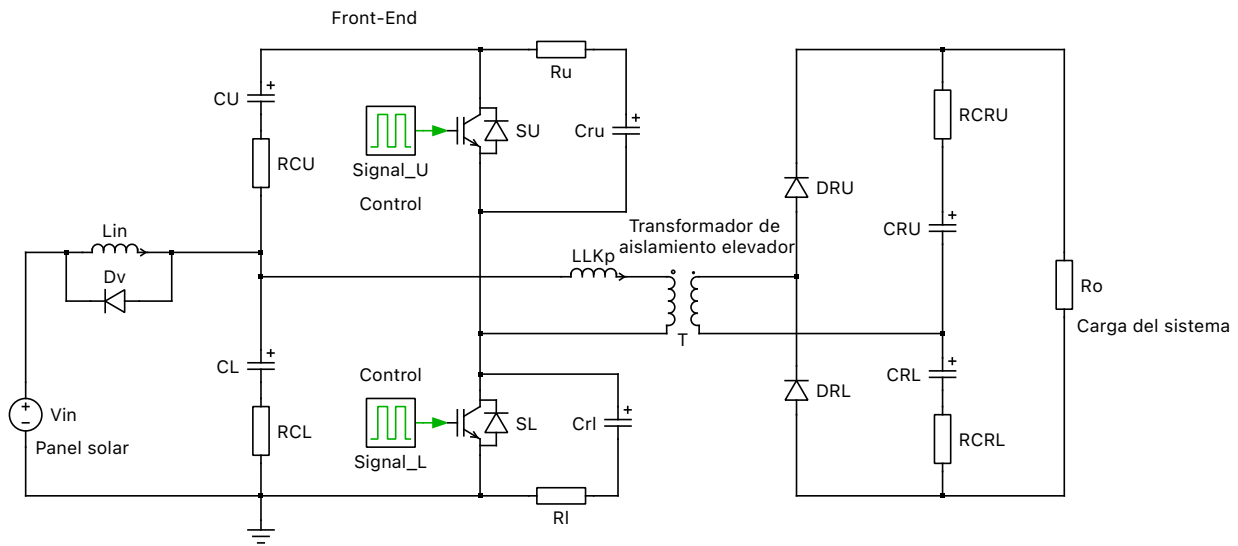 Front-End
CU
RCU
Ru
Cru
SU
Signal_U
Control
RCRU
DRU
CRU
Transformador de
aislamiento elevador
Lin
Dv
LLKp
T
Ro
Carga del sistema
CL
RCL
Control
Signal_L
SL
Crl
Rl
DRL
CRL
RCRL
Vin
Panel solar